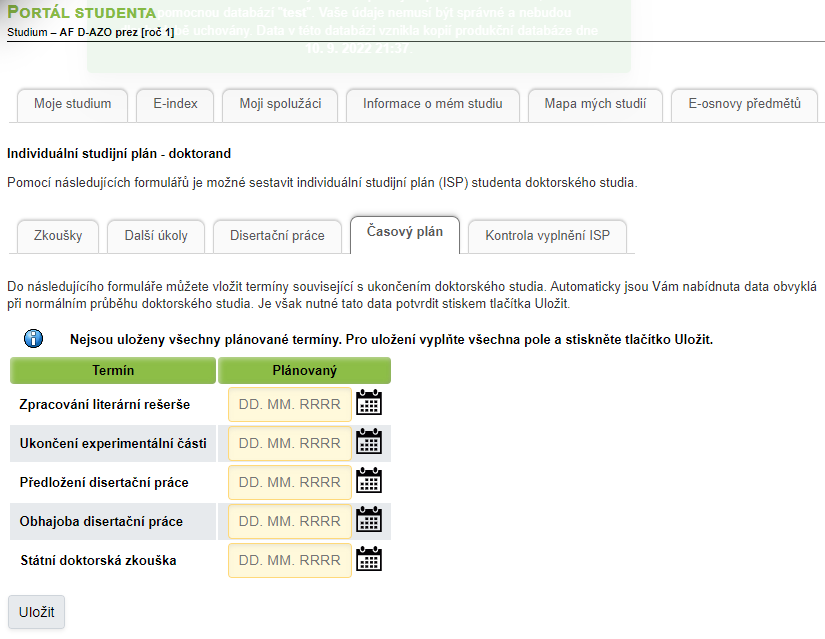 PORTÁL STUDENTA
pomocnou databází "test". Vaše údaje nemusí být správné a nebudou
Studium – AF D-AZO prez [roč 1]
ně uchovány. Data v této databázi vznikla kopií produkční databáze dne
10. 9. 2022 21:37
Moje studium E-index Moji spolužáci Informace o mém studiu Mapa mých studií E-osnovy předmětů
Individuální studijní plán - doktorand
Pomocí následujících formulářů je možné sestavit individuální studijní plán (ISP) studenta doktorského studia.
Zkoušky Další úkoly Disertační práce Časový plán Kontrola vyplnění ISP
Do následujícího formuláře můžete vložit termíny související s ukončením doktorského studia. Automaticky jsou Vám nabídnuta data obvyklá
při normálním průběhu doktorského studia. Je však nutné tato data potvrdit stiskem tlačítka Uložit.
Nejsou uloženy všechny plánované termíny. Pro uložení vyplňte všechna pole a stiskněte tlačítko Uložit.
Termín Plánovaný
Zpracování literární rešerše DD. MM. RRRR
Ukončení experimentální části DD. MM. RRRR
Předložení disertační práce DD. MM. RRRR
Obhajoba disertační práce DD. MM. RRRR
Státní doktorská zkouška DD. MM. RRRR
Uložit